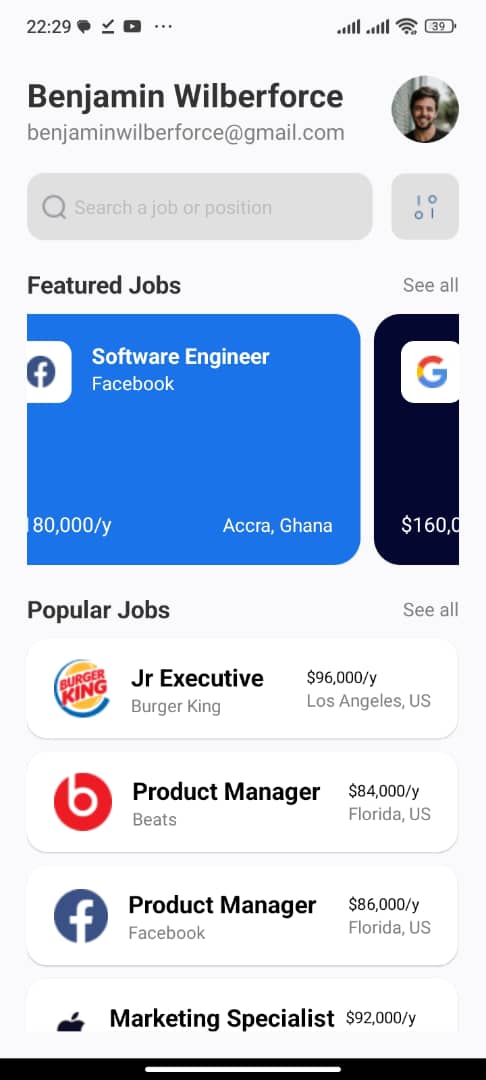 22:29
39
Benjamin Wilberforce
benjaminwilberforce@gmail.com
Search a job or position
Featured Jobs See all
Software Engineer
Facebook
80,000/y Accra, Ghana
$160,0
Popular Jobs See all
BURGER
KING
Jr Executive $96,000/y
Burger King Los Angeles, US
Product Manager $84,000/y
Beats Florida, US
Product Manager $86,000/y
Facebook Florida, US
Marketing Specialist $92,000/y